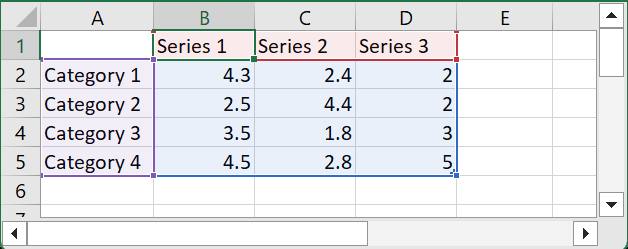 A B C D E
1 Series 1 Series 2 Series 3
2 Category 1 4.3 2.4 2
3 Category 2 2.5 4.4 2
4 Category 3 3.5 1.8 3
5 Category 4 4.5 2.8 5
6